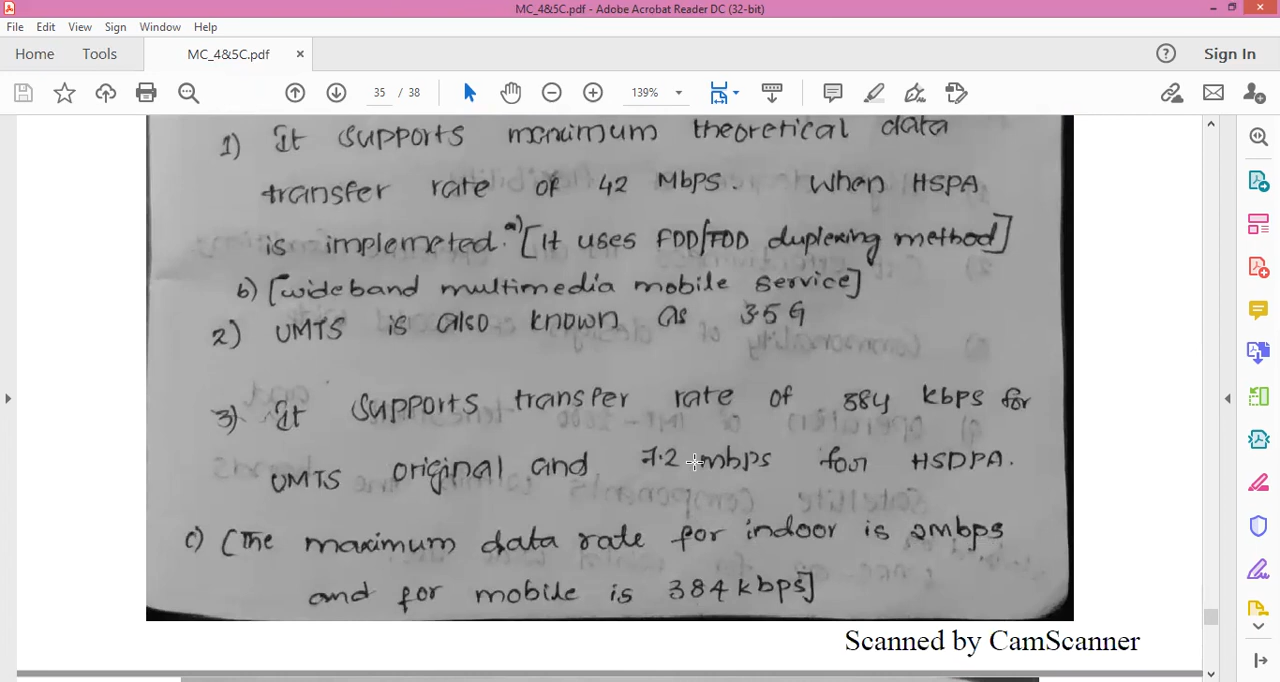 MC_4&5C.pdf - Adobe Acrobat Reader DC (32-bit)
File Edit View Sign Window Help
Home Tools MC_4&5C.pdf × Sign In
35 / 38 139%
1) It supports maximum theoretical data
transfer rate of 42 Mbps. When HSPA
is implemeted. a) [It uses FDD/TDD duplexing method]
b) [wideband multimedia mobile service]
2) UMTS is also known as 3.5G
3) It supports transfer rate of 384 kbps for
UMTS original and 7.2 mbps for HSDPA.
c) (The maximum data rate for indoor is 2mbps
and for mobile is 384 kbps]
Scanned by CamScanner